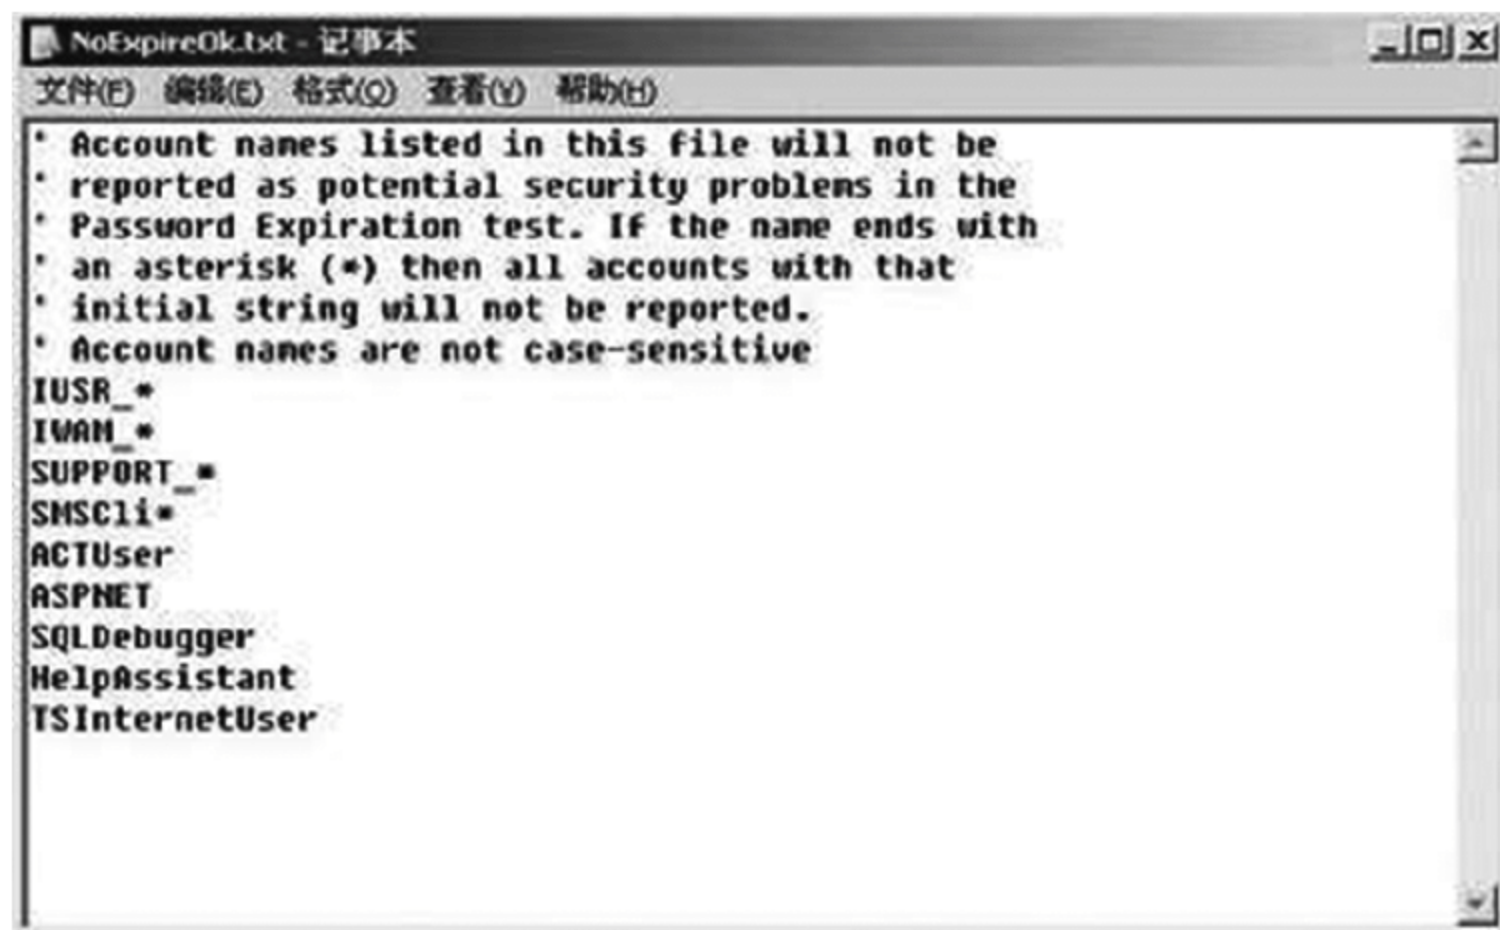 NoExpireOk.txt - 记事本
文件(F) 编辑(E) 格式(O) 查看(V) 帮助(H)
' Account names listed in this file will not be
' reported as potential security problems in the
' Password Expiration test. If the name ends with
' an asterisk (*) then all accounts with that
' initial string will not be reported.
' Account names are not case-sensitive
IUSR_*
IWAM_*
SUPPORT_*
SMSCli*
ACTUser
ASPNET
SQLDebugger
HelpAssistant
TSInternetUser